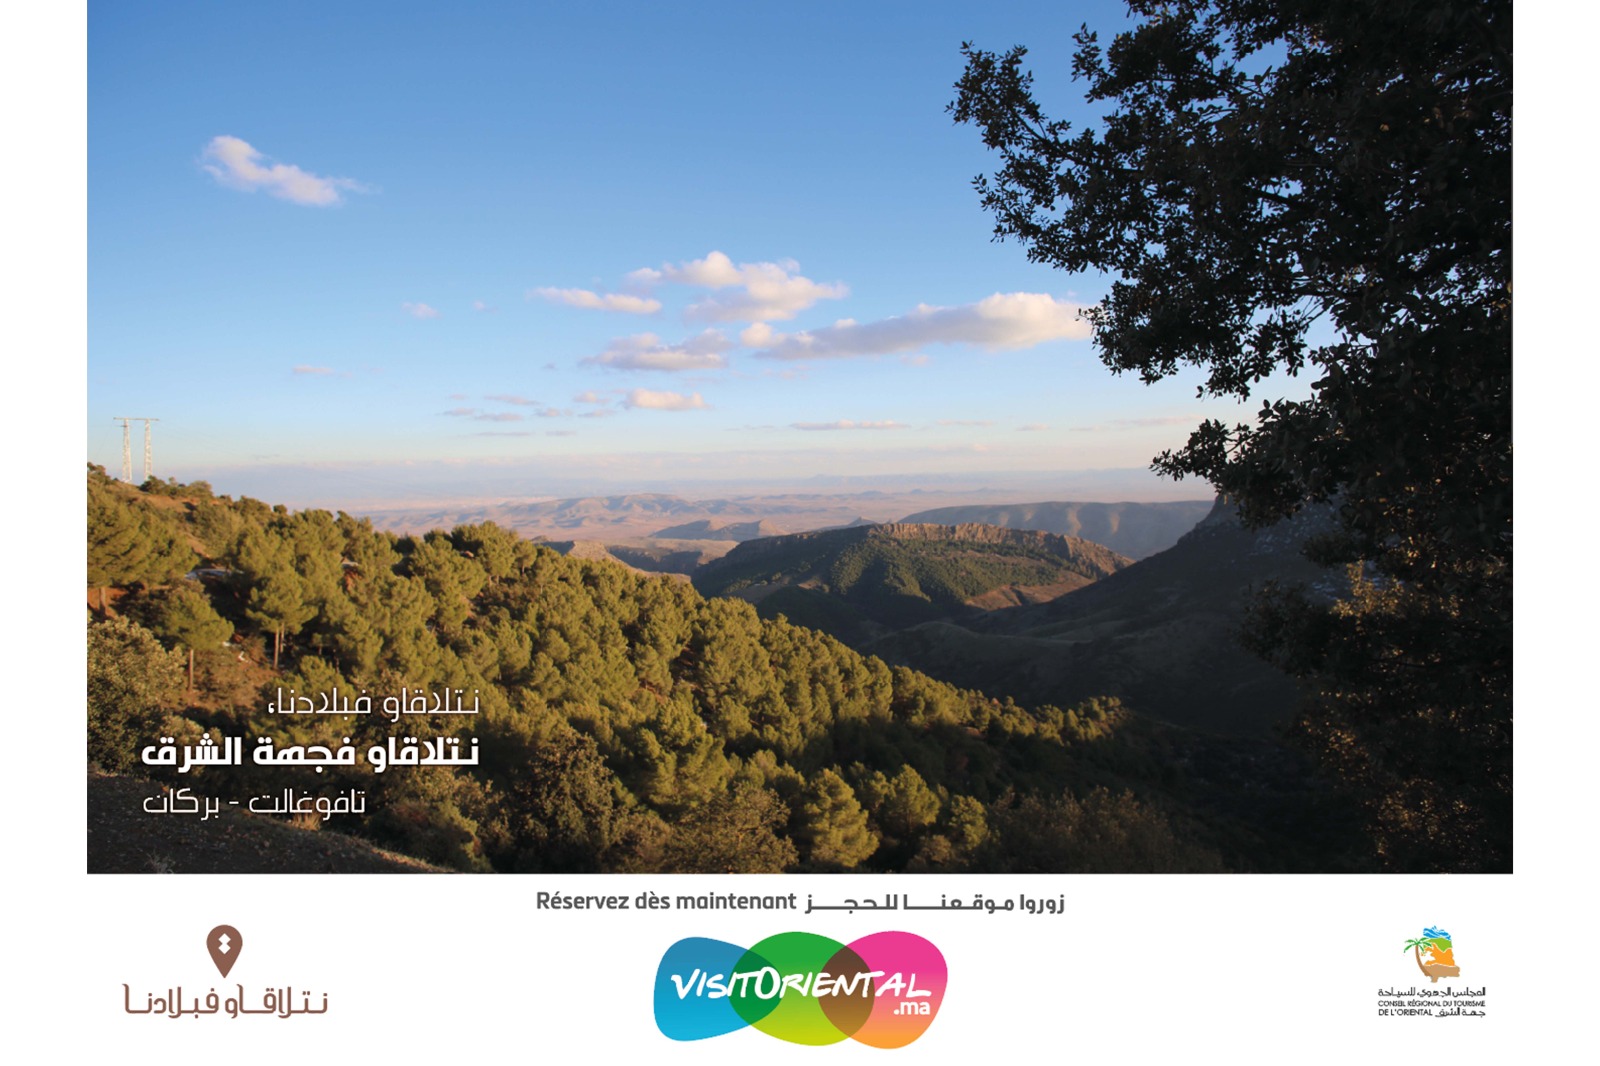 نتلاقاو فبلادنا،
نتلاقاو فجهة الشرق
تافوغالت - بركان
Réservez dès maintenant زوروا موقعنا للحجز
VISITORIENTAL
.ma
نتلاقاو فبلادنا
المجلس الجهوي للسياحة
CONSEIL RÉGIONAL DU TOURISME
DE L'ORIENTAL جهة الشرق